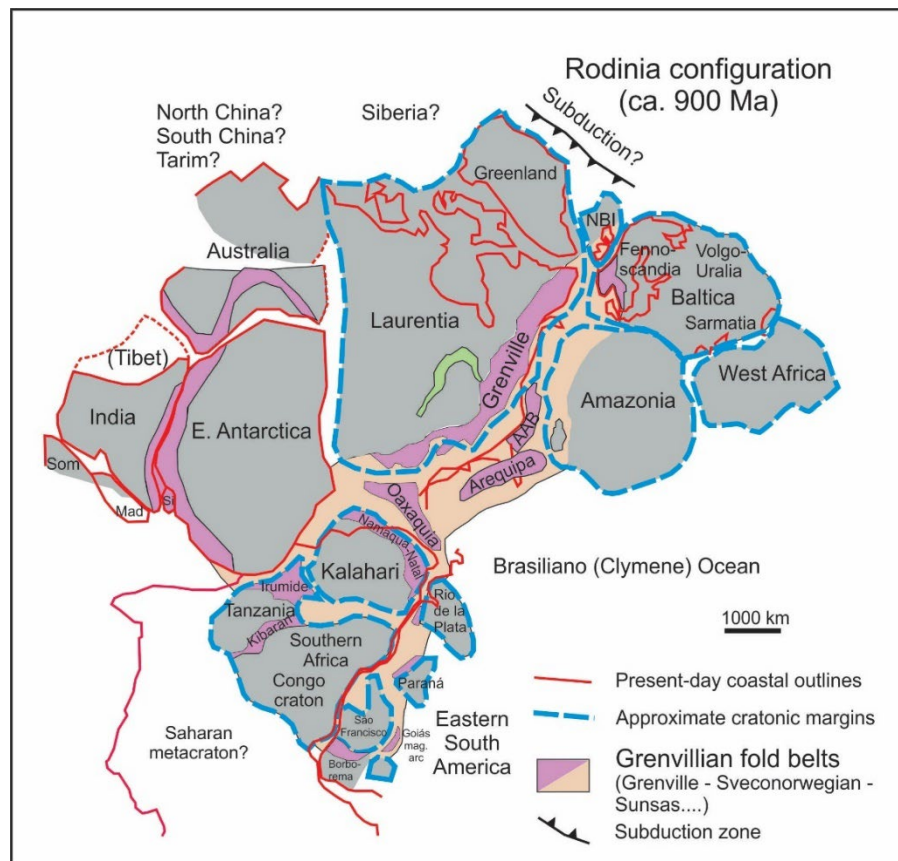 Rodinia configuration
(ca. 900 Ma)
North China?
South China?
Tarim?
Siberia?
Subduction?
Greenland
NBI
Fenno-
scandia
Volgo-
Uralia
Baltica
Sarmatia
Australia
Laurentia
Grenville
(Tibet)
India
E. Antarctica
Amazonia
West Africa
AAB
Arequipa
Som
Mad
Sri
Oaxaquia
Namaqua-Natal
Kalahari
Brasiliano (Clymene) Ocean
Irumide
Tanzania
Kibaran
Rio
de la
Plata
1000 km
Southern
Africa
Congo
craton
Paraná
Present-day coastal outlines
São
Francisco
Goiás
mag.
arc
Eastern
South
America
Approximate cratonic margins
Saharan
metacraton?
Borbo-
rema
Grenvillian fold belts
(Grenville - Sveconorwegian -
Sunsas....)
Subduction zone